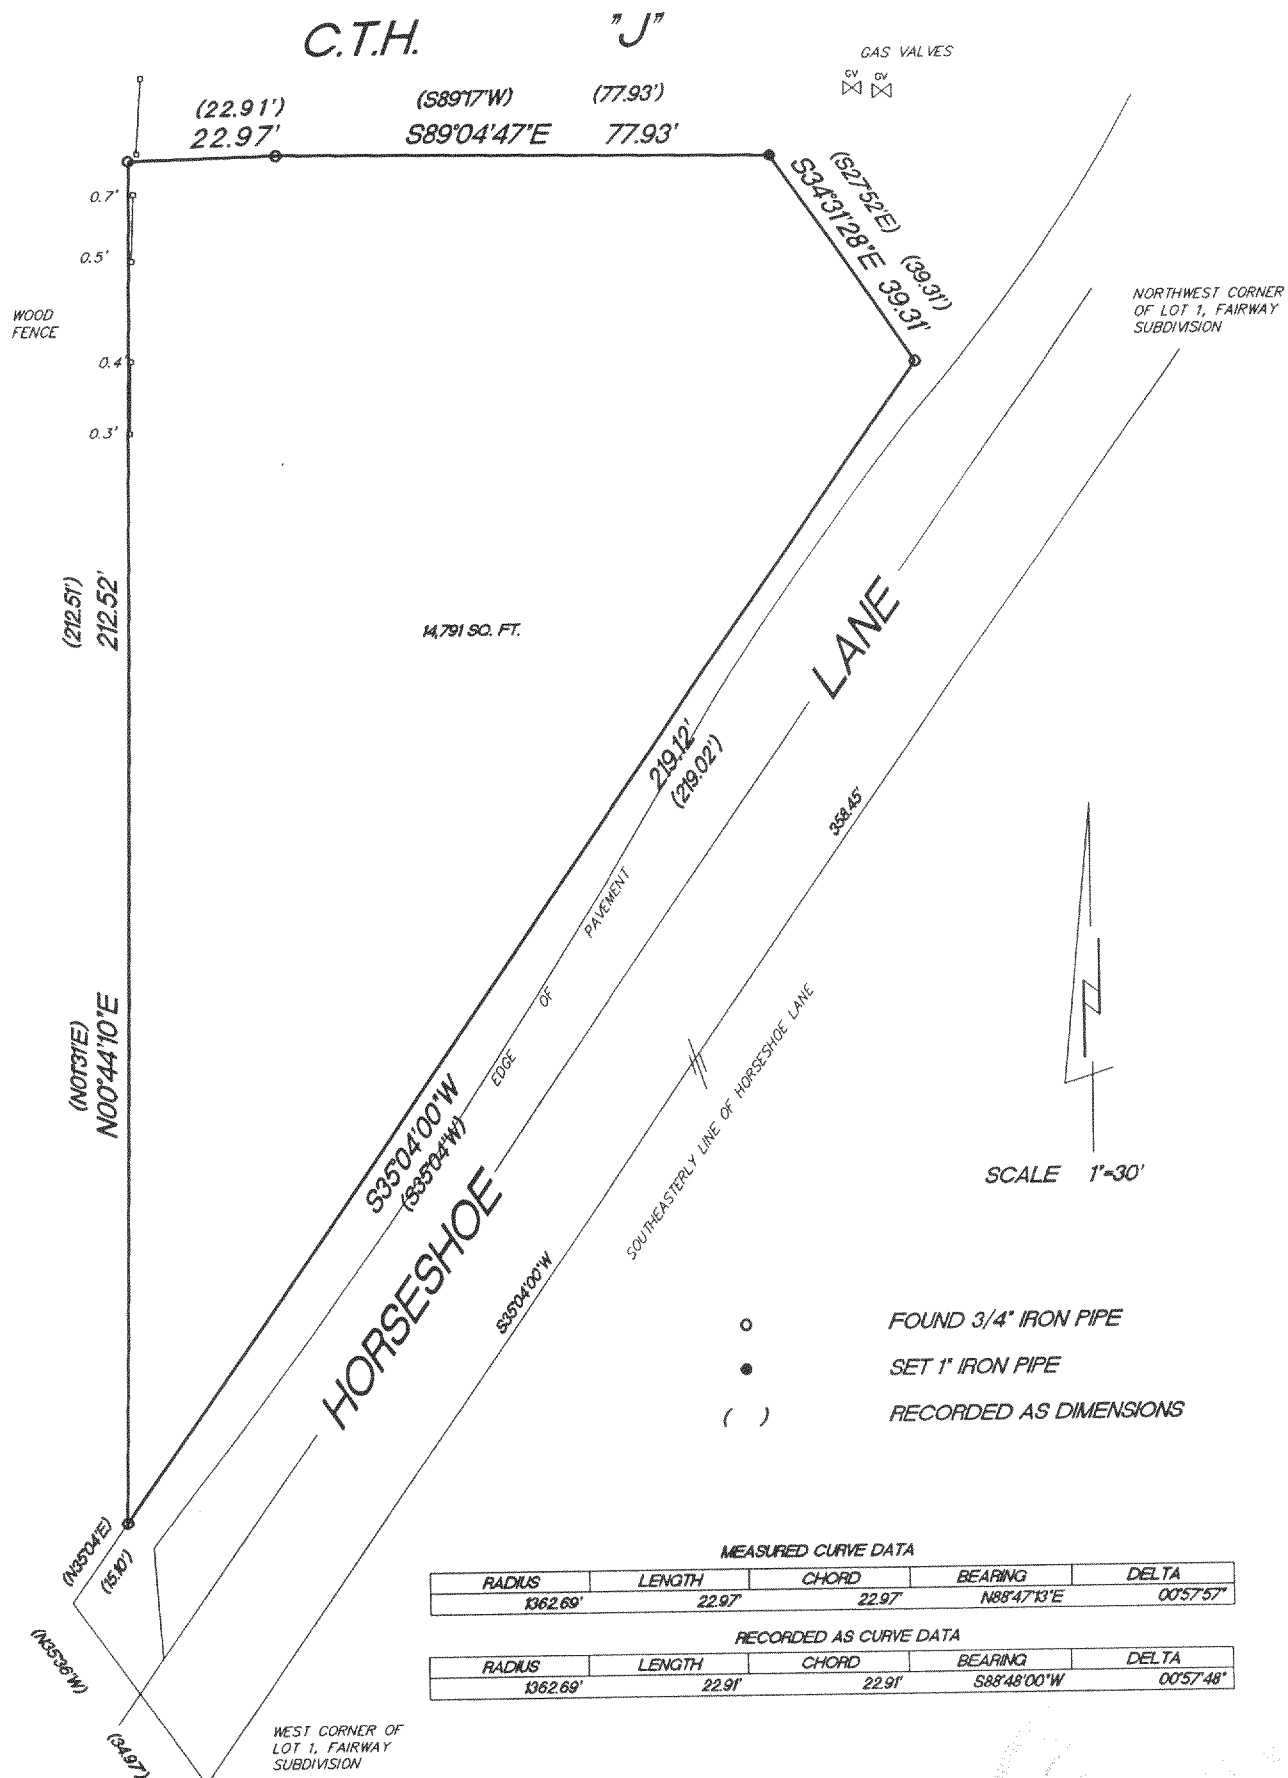 C.T.H. "J"
GAS VALVES
GV GV
(22.91')
22.97'
(S89°17'W) (77.93')
S89°04'47"E 77.93'
(S27°52'E) (39.31')
S34°31'28"E 39.31'
0.7'
0.5'
WOOD
FENCE
0.4'
0.3'
NORTHWEST CORNER
OF LOT 1, FAIRWAY
SUBDIVISION
(212.51')
212.52'
14,791 SQ. FT.
LANE
219.12'
(219.02')
358.45'
EDGE OF PAVEMENT
(N0°13'E)
N00°44'10"E
S35°04'00"W
(S35°04'W)
SOUTHEASTERLY LINE OF HORSESHOE LANE
SCALE 1"=30'
HORSESHOE
S35°04'00"W
FOUND 3/4" IRON PIPE
SET 1" IRON PIPE
( ) RECORDED AS DIMENSIONS
(N35°04'E)
(15.10')
(N35°36'W)
(34.97')
WEST CORNER OF
LOT 1, FAIRWAY
SUBDIVISION
MEASURED CURVE DATA
RADIUS LENGTH CHORD BEARING DELTA
1362.69' 22.97' 22.97' N88°47'13"E 00°57'57"
RECORDED AS CURVE DATA
RADIUS LENGTH CHORD BEARING DELTA
1362.69' 22.91' 22.91' S88°48'00"W 00°57'48"